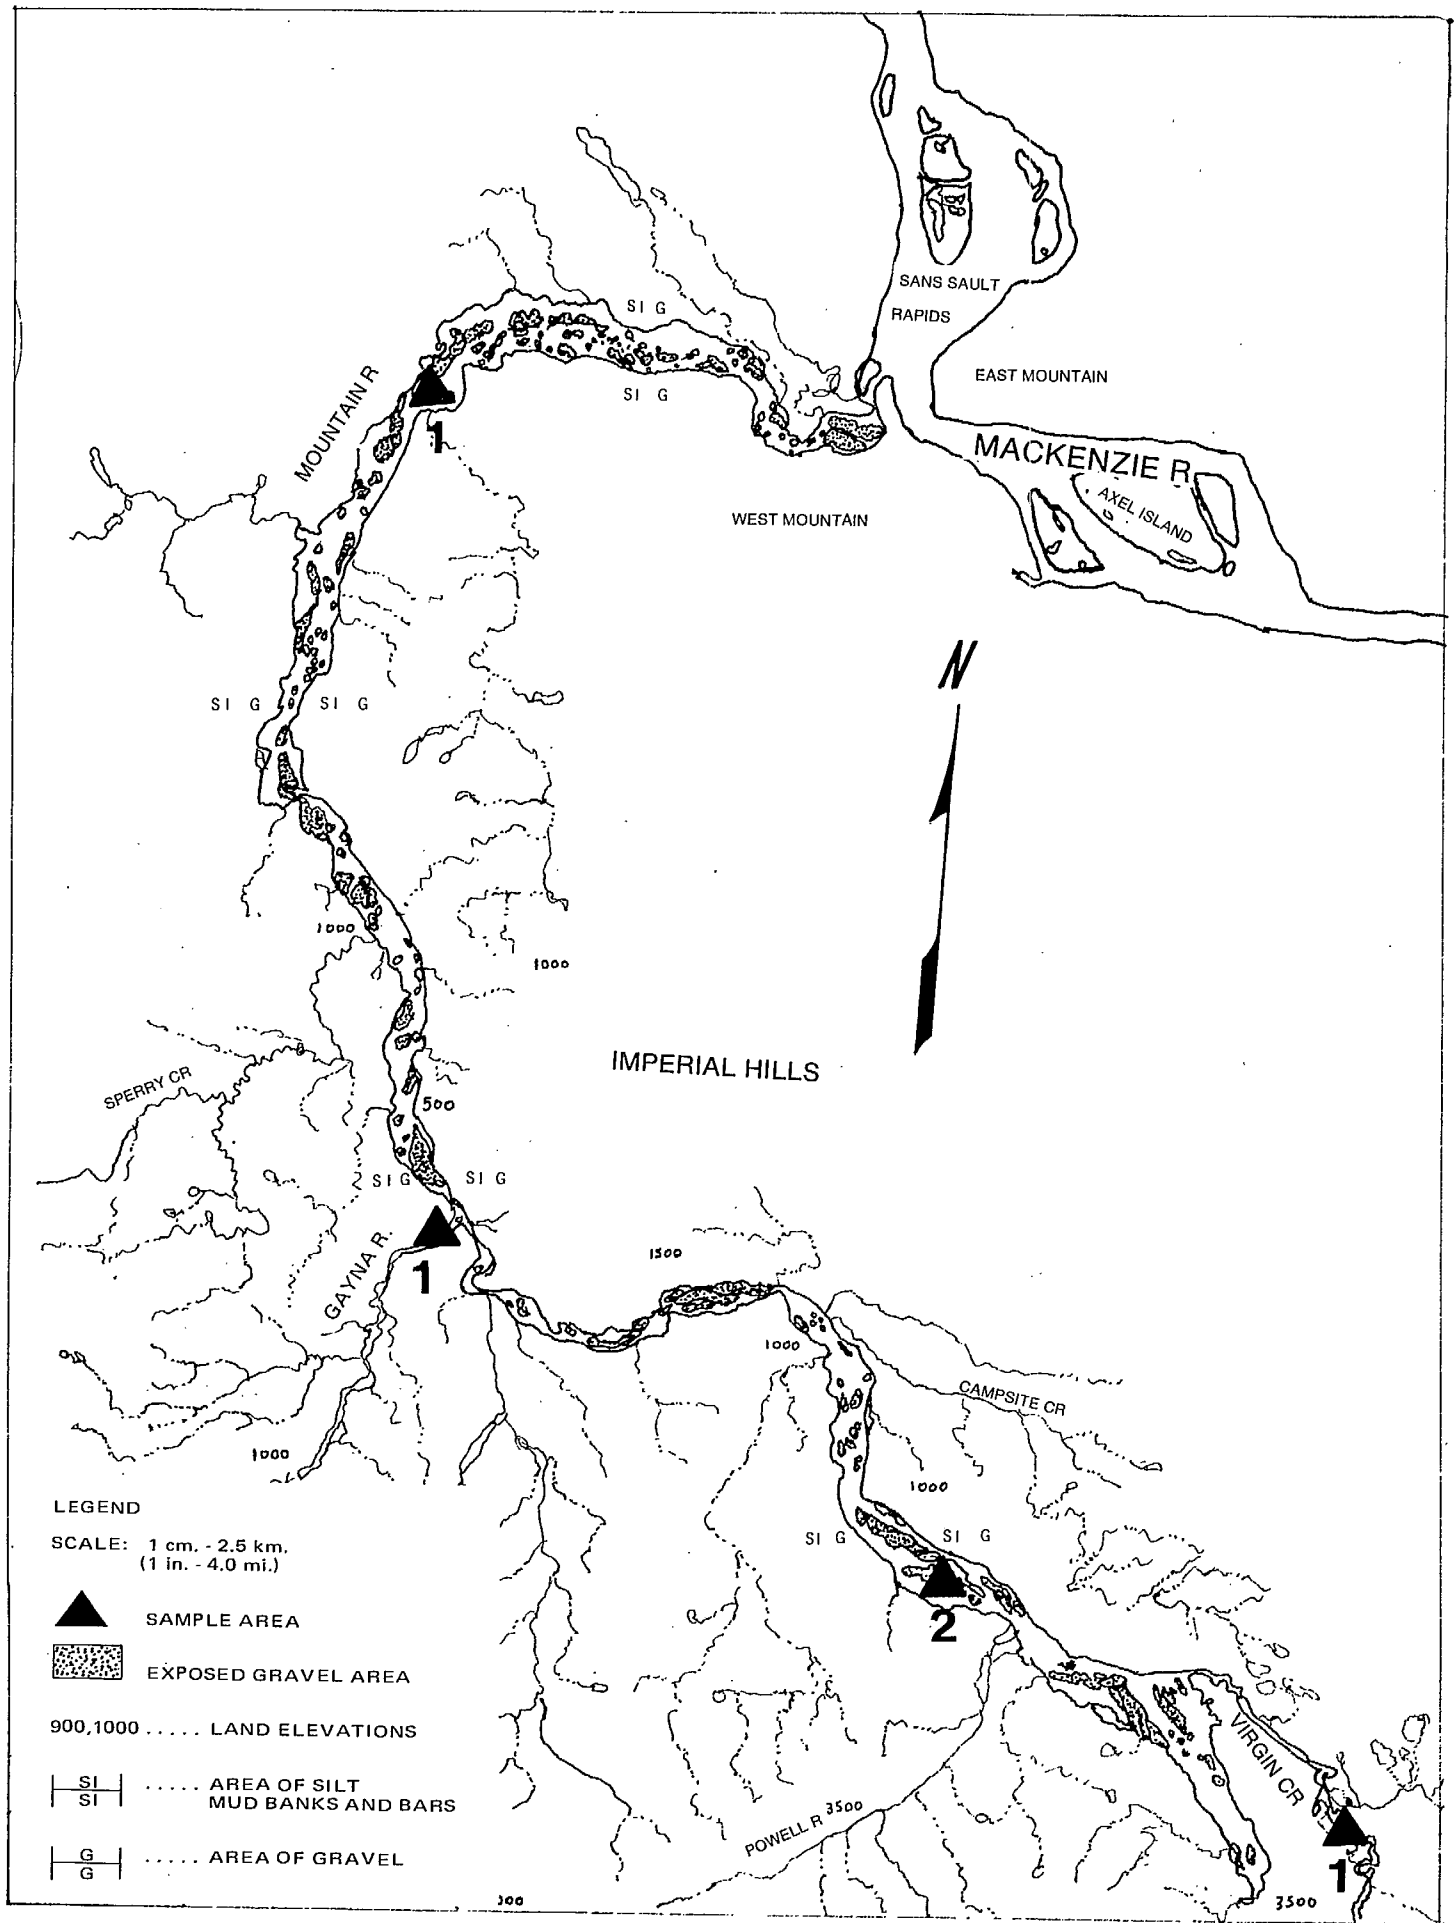 SANS SAULT
RAPIDS
SI G
EAST MOUNTAIN
SI G
MOUNTAIN R
1
MACKENZIE R
AXEL ISLAND
WEST MOUNTAIN
N
SI G SI G
1000
1000
IMPERIAL HILLS
SPERRY CR
500
SI G SI G
GAYNA R.
1
1500
1000
CAMPSITE CR
1000
1000
SI G SI G
2
LEGEND
SCALE: 1 cm. - 2.5 km.
(1 in. - 4.0 mi.)
SAMPLE AREA
EXPOSED GRAVEL AREA
900,1000 ..... LAND ELEVATIONS
SI
SI ..... AREA OF SILT
MUD BANKS AND BARS
G
G ..... AREA OF GRAVEL
VIRGIN CR
POWELL R 3500
1
3500